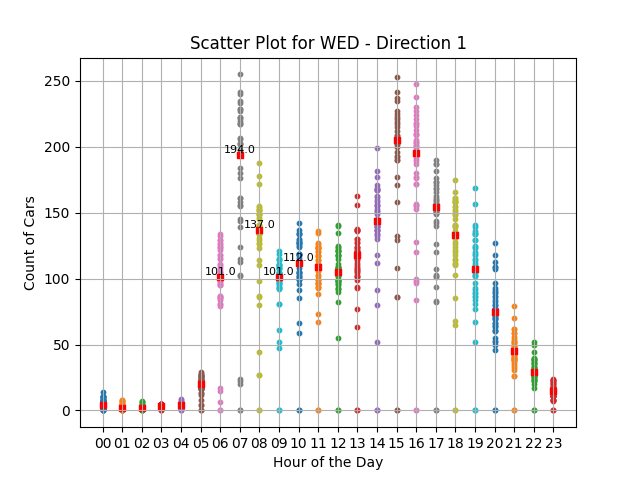 Scatter Plot for WED - Direction 1
250
200
150
100
50
0
Count of Cars
194.0
137.0
112.0
101.0
101.0
00 01 02 03 04 05 06 07 08 09 10 11 12 13 14 15 16 17 18 19 20 21 22 23
Hour of the Day